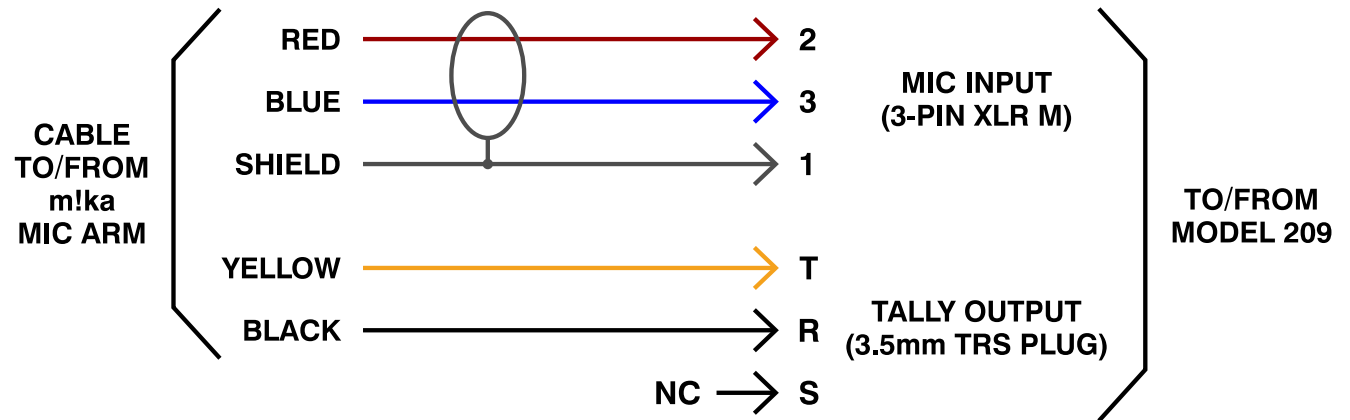 CABLE
TO/FROM
m!ka
MIC ARM
RED
2
BLUE
3
SHIELD
1
MIC INPUT
(3-PIN XLR M)
YELLOW
T
BLACK
R
NC
S
TALLY OUTPUT
(3.5mm TRS PLUG)
TO/FROM
MODEL 209